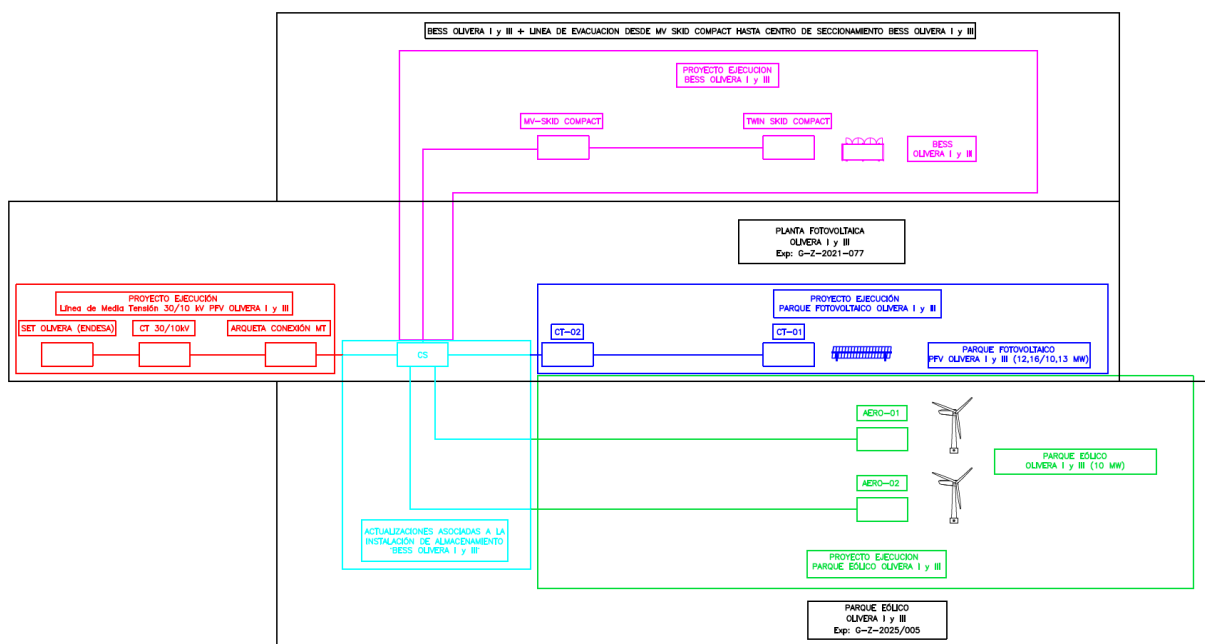 BESS OLIVERA I y III + LINEA DE EVACUACION DESDE MV SKID COMPACT HASTA CENTRO DE SECCIONAMIENTO BESS OLIVERA I y III
PROYECTO EJECUCION
BESS OLIVERA I y III
MV-SKID COMPACT
TWIN SKID COMPACT
BESS
OLIVERA I y III
PLANTA FOTOVOLTAICA
OLIVERA I y III
Exp: G-Z-2021-077
PROYECTO EJECUCIÓN
Línea de Media Tensión 30/10 kV PFV OLIVERA I y III
SET OLIVERA (ENDESA)
CT 30/10kV
ARQUETA CONEXIÓN MT
CS
PROYECTO EJECUCIÓN
PARQUE FOTOVOLTAICO OLIVERA I y III
CT-02
CT-01
PARQUE FOTOVOLTAICO
PFV OLIVERA I y III (12,16/10,13 MW)
AERO-01
PARQUE EÓLICO
OLIVERA I y III (10 MW)
AERO-02
ACTUALIZACIONES ASOCIADAS A LA
INSTALACIÓN DE ALMACENAMIENTO
"BESS OLIVERA I y III"
PROYECTO EJECUCION
PARQUE EÓLICO OLIVERA I y III
PARQUE EÓLICO
OLIVERA I y III
Exp: G-Z-2025/005